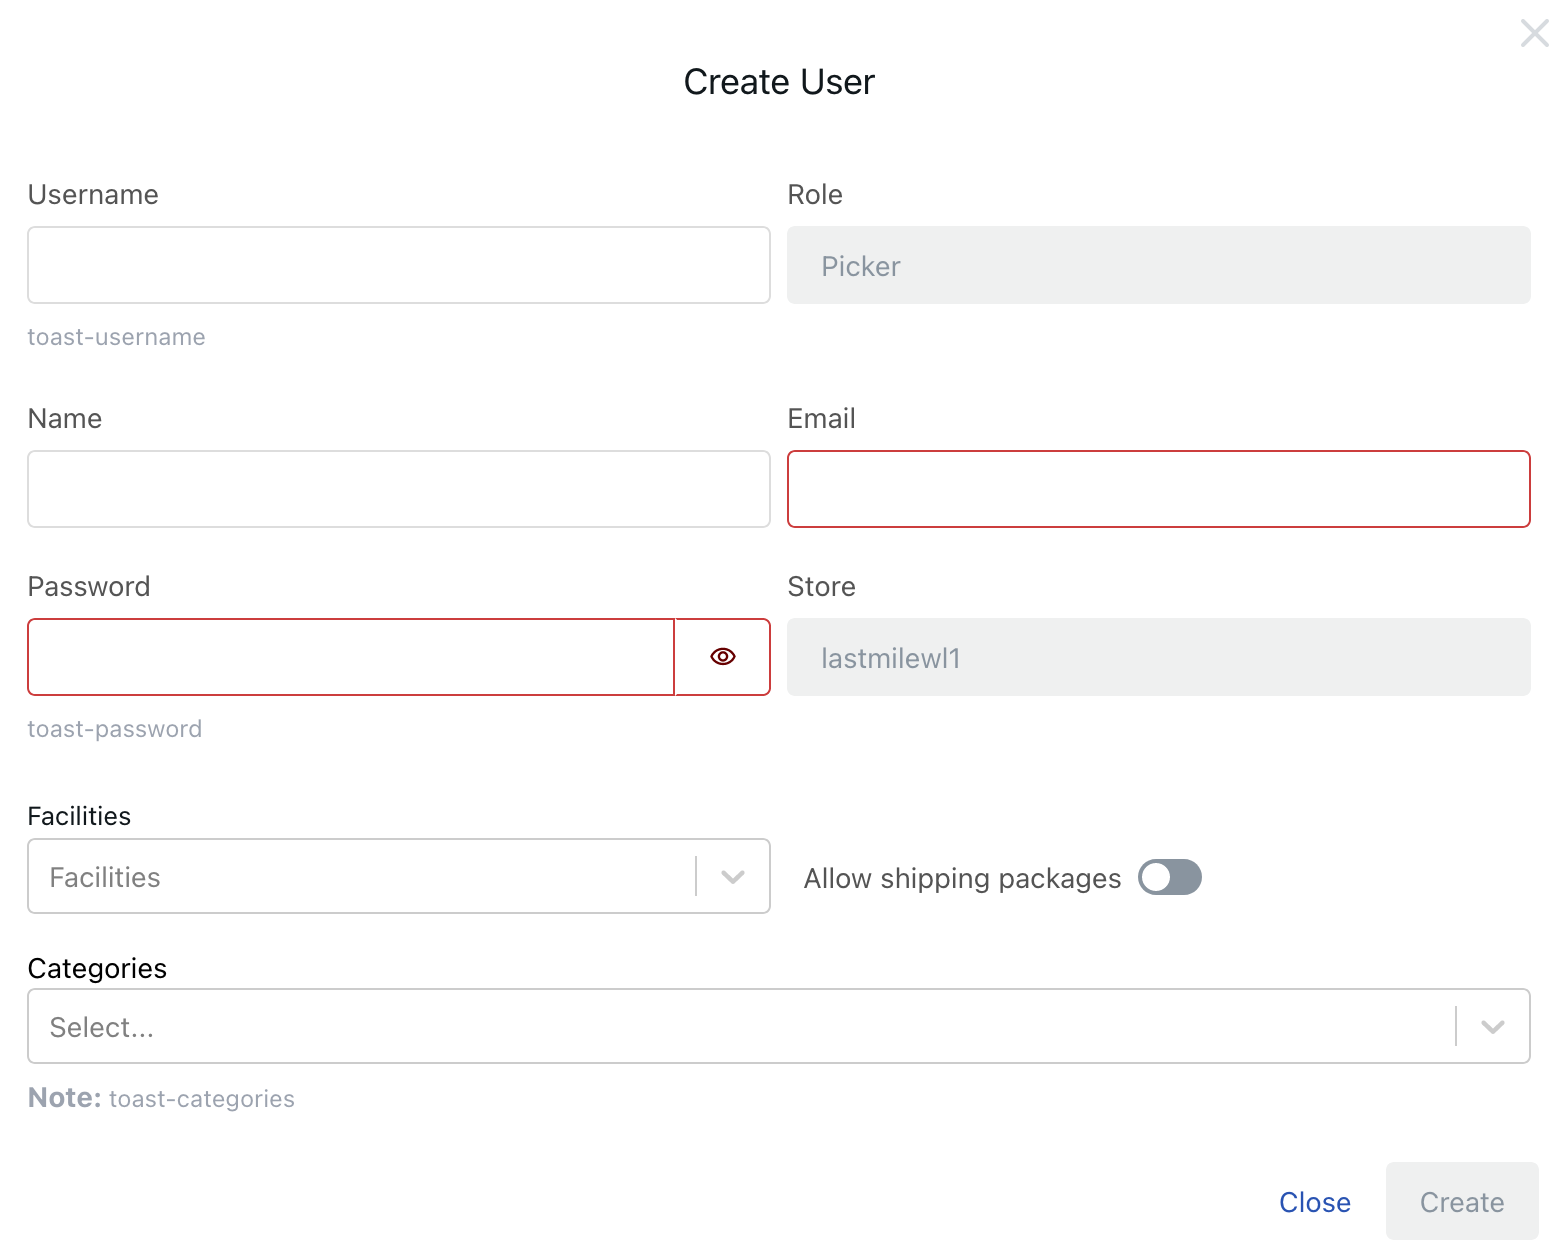 Create User
Username
Role
Picker
toast-username
Name
Email
Password
Store
lastmilewl1
toast-password
Facilities
Facilities
Allow shipping packages
Categories
Select...
Note: toast-categories
Close
Create